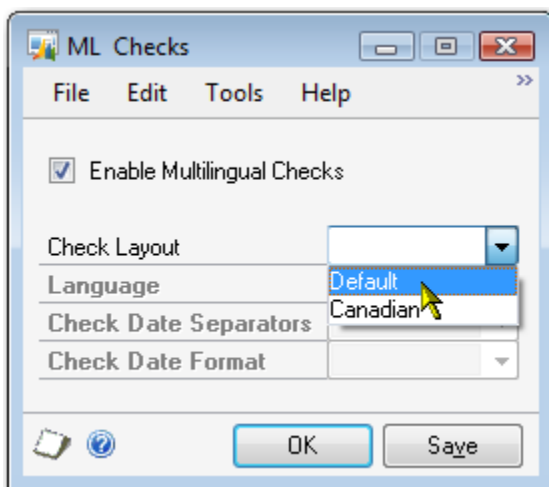 ML Checks
File Edit Tools Help
Enable Multilingual Checks
Check Layout
Default
Language
Canadian
Check Date Separators
Check Date Format
OK Save